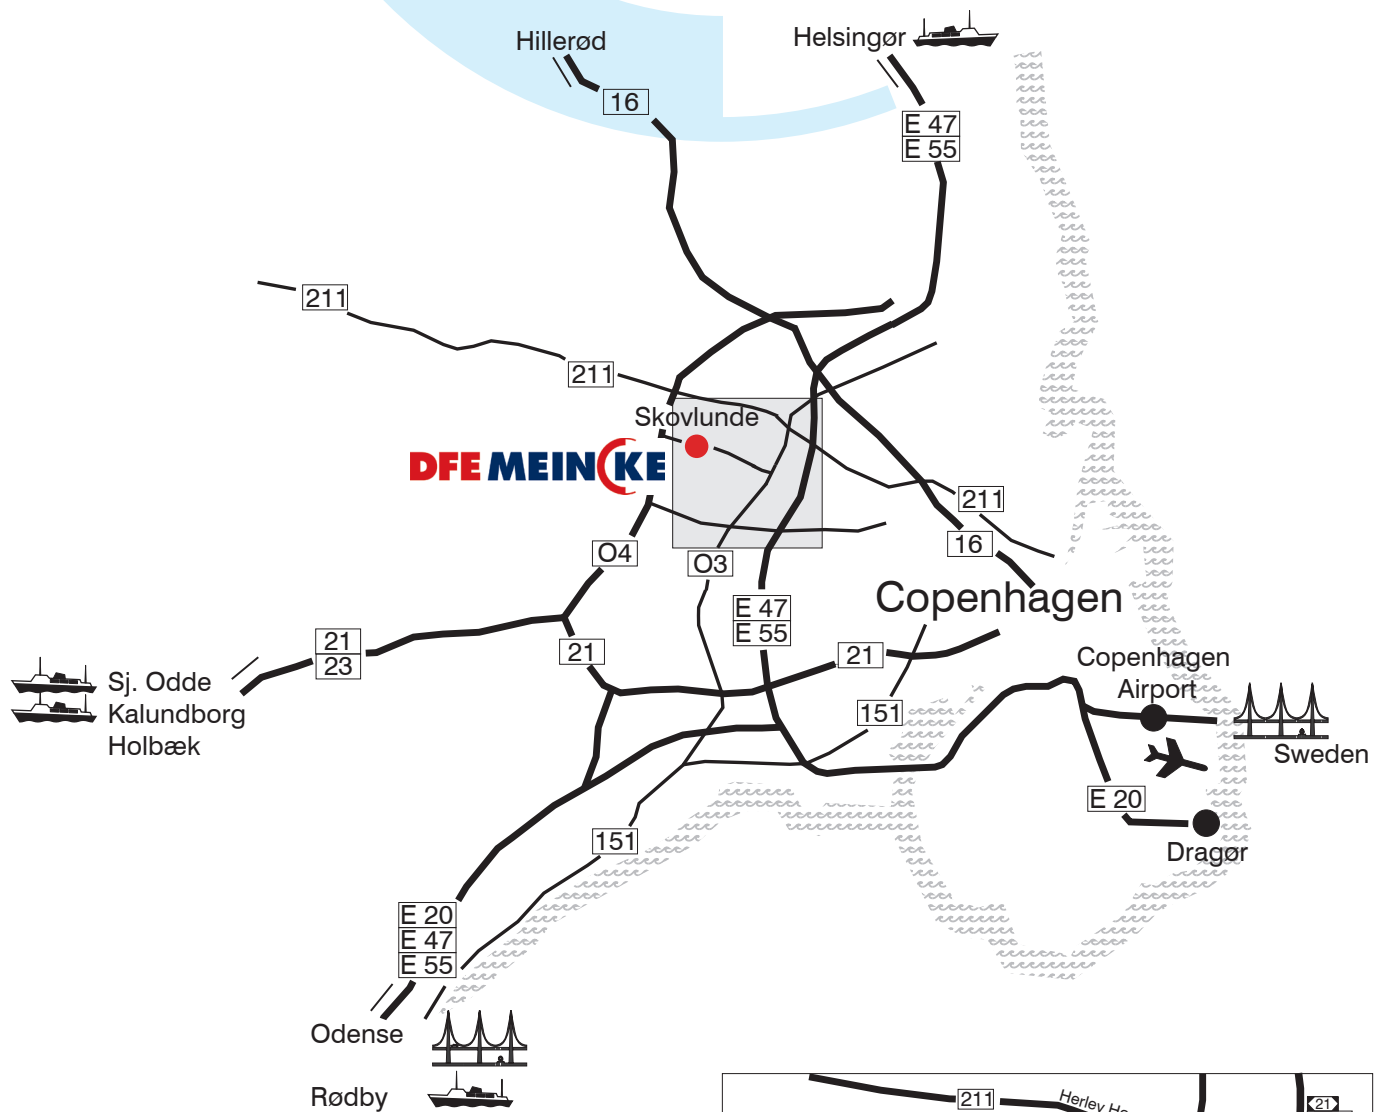 Hillerød
Helsingør
16
E 47
E 55
211
211
Skovlunde
DFE MEINCKE
211
16
O4
O3
Copenhagen
E 47
E 55
21
23
21
21
Sj. Odde
Kalundborg
Holbæk
Copenhagen
Airport
151
Sweden
E 20
151
Dragør
E 20
E 47
E 55
Odense
Rødby
211
Herlev
21